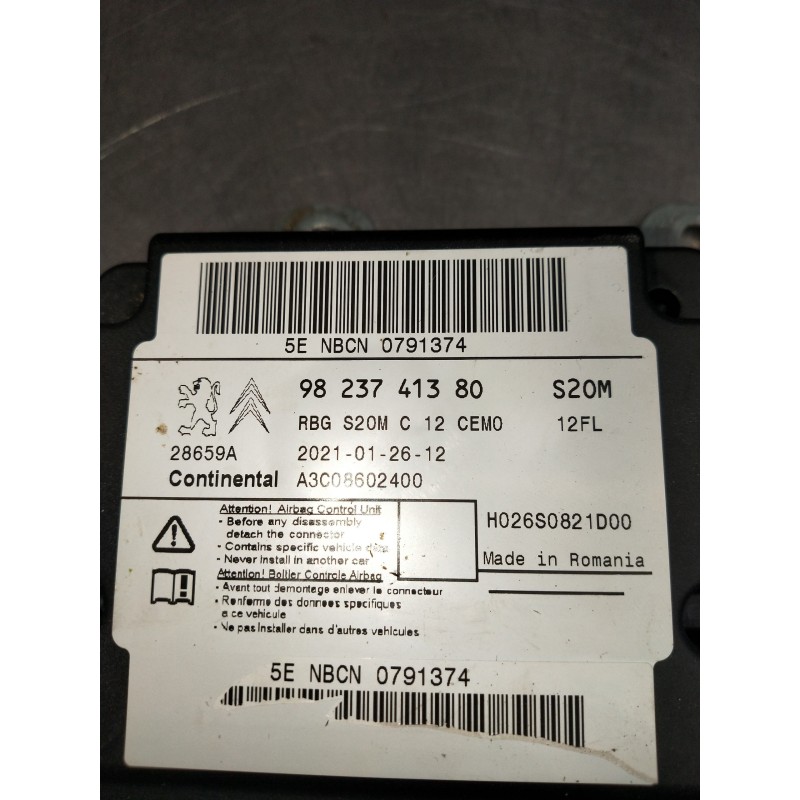 5E NBCN 0791374
98 237 413 80 S20M
RBG S20M C 12 CEM0 12FL
28659A 2021-01-26-12
Continental A3C08602400
Attention! Airbag Control Unit
- Before any disassembly
detach the connector
- Contains specific vehicle data
- Never install in another car
H026S0821D00
Made in Romania
Attention! Boîtier Controle Airbag
- Avant tout demontage enlever le connecteur
- Renferme des données specifiques
a ce vehicule
- Ne pas installer dans d'autres vehicules
5E NBCN 0791374